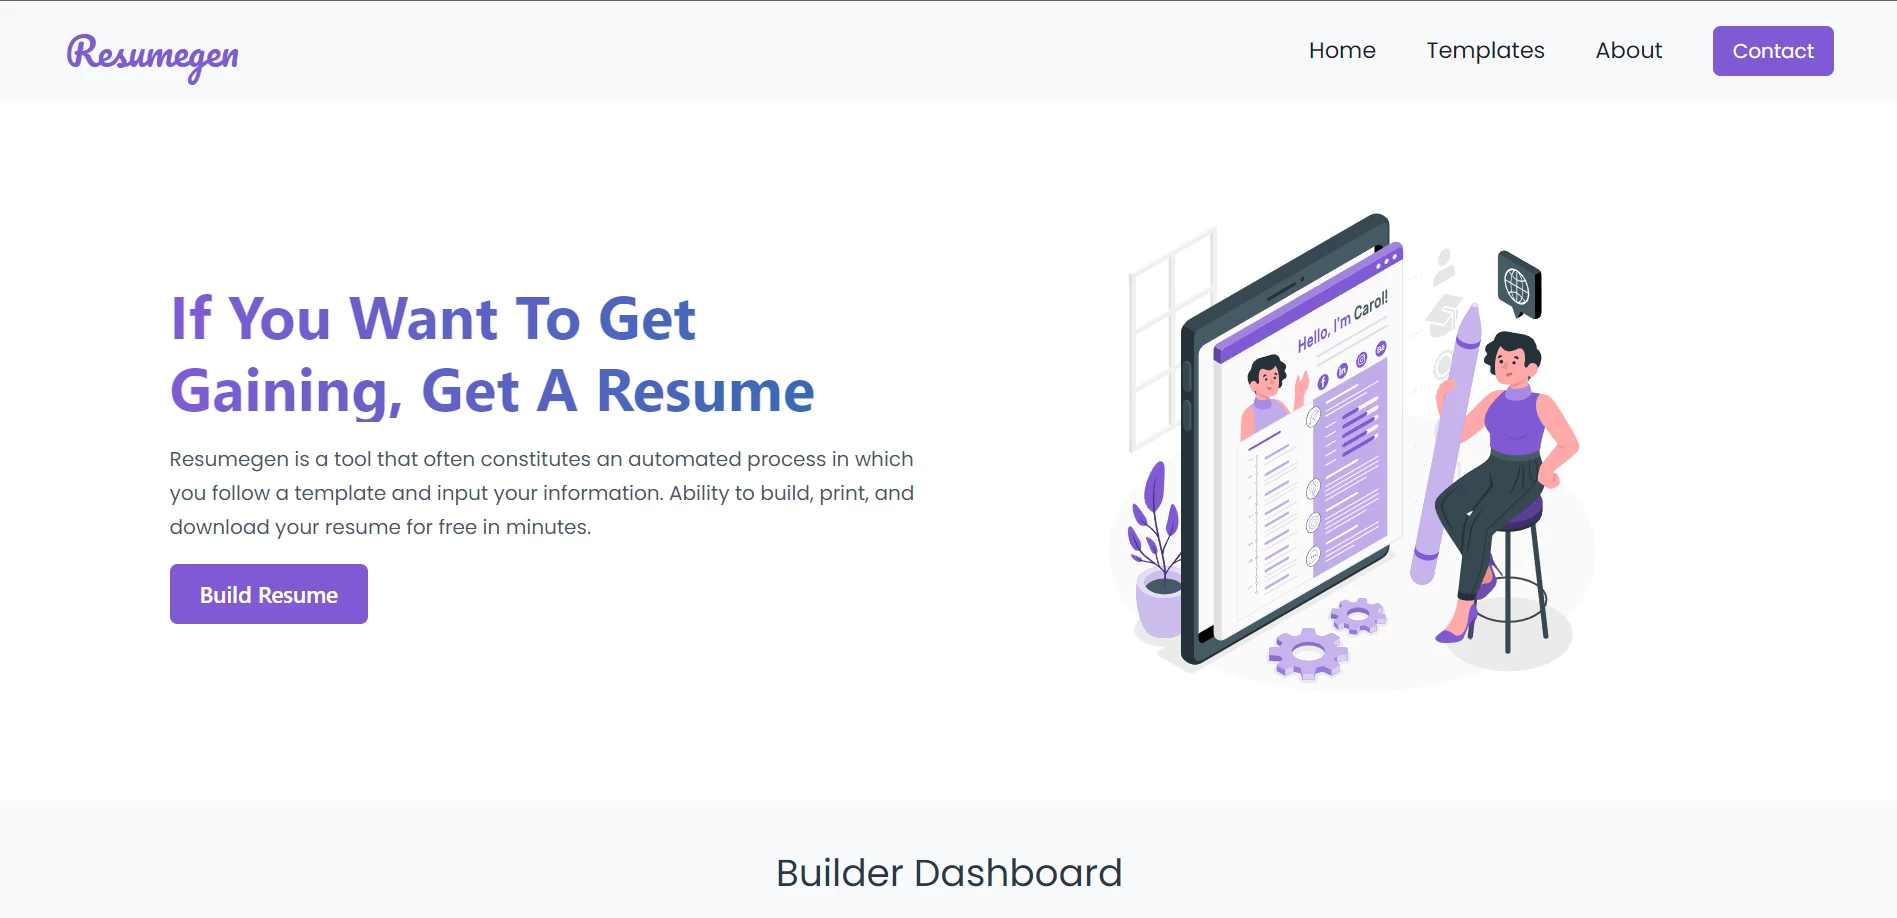 Resumegen
Home
Templates
About
Contact
If You Want To Get
Gaining, Get A Resume
Resumegen is a tool that often constitutes an automated process in which
you follow a template and input your information. Ability to build, print, and
download your resume for free in minutes.
Build Resume
Hello, I'm Carol!
f
in
Bē
Builder Dashboard